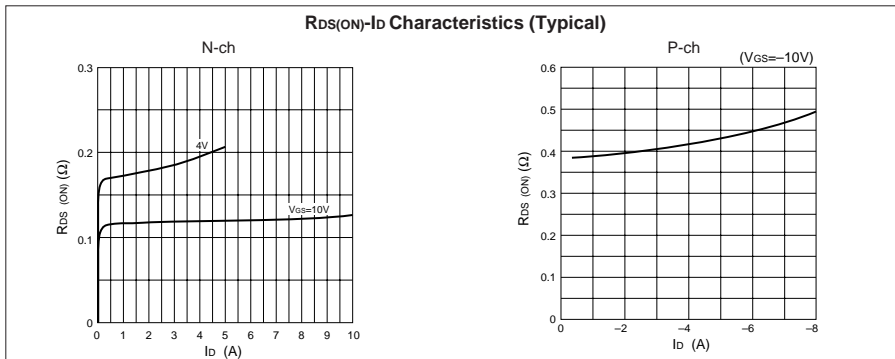 RDS(ON)-ID Characteristics (Typical)
N-ch
0.3
0.2
0.1
0
RDS (ON) (Ω)
4V
VGS=10V
0 1 2 3 4 5 6 7 8 9 10
ID (A)
P-ch
(VGS=–10V)
0.6
0.5
0.4
0.3
0.2
0.1
0
RDS (ON) (Ω)
0 –2 –4 –6 –8
ID (A)